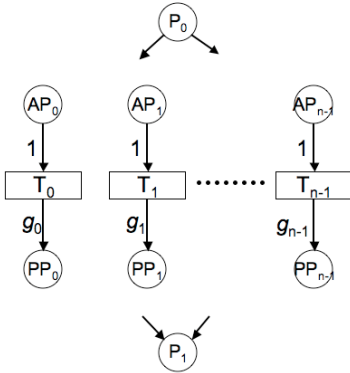 P₀
AP₀ AP₁ APₙ₋₁
1 1 1
T₀ T₁ ········· Tₙ₋₁
g₀ g₁ gₙ₋₁
PP₀ PP₁ PPₙ₋₁
P₁